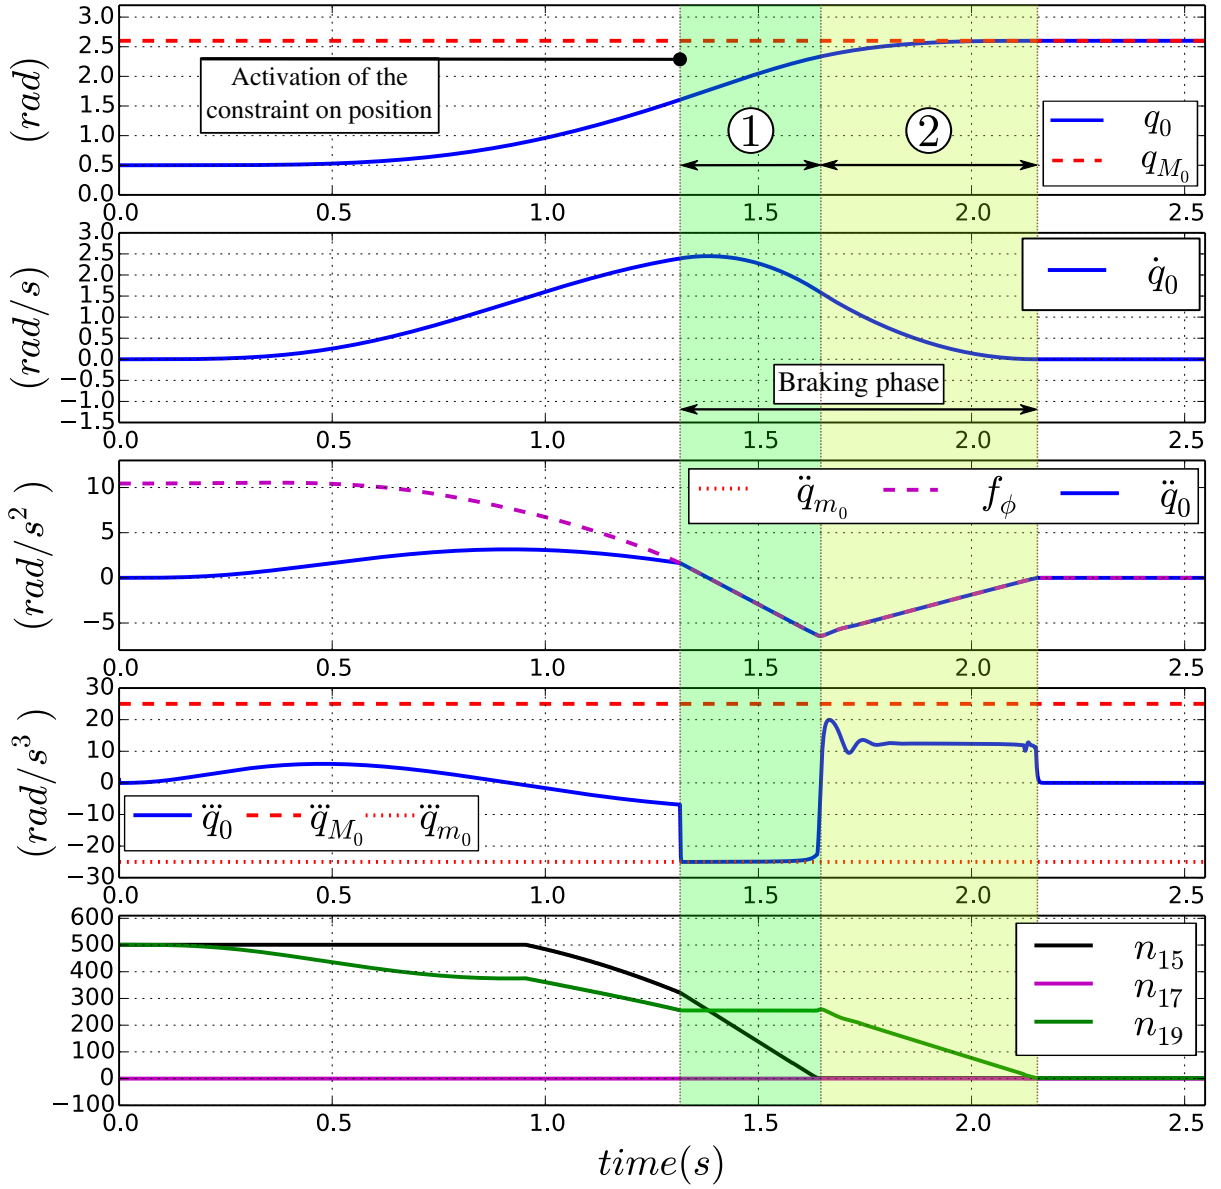 3.0
2.5
2.0
1.5
1.0
0.5
0.0
(rad)
Activation of the
constraint on position
①
②
q₀
q_{M₀}
0.0 0.5 1.0 1.5 2.0 2.5
3.0
2.5
2.0
1.5
1.0
0.5
0.0
−0.5
−1.0
−1.5
(rad/s)
q̇₀
Braking phase
0.0 0.5 1.0 1.5 2.0 2.5
10
5
0
−5
(rad/s²)
q̈_{m₀} f_ϕ q̈₀
0.0 0.5 1.0 1.5 2.0 2.5
30
20
10
0
−10
−20
−30
(rad/s³)
q⃛₀ q⃛_{M₀} q⃛_{m₀}
0.0 0.5 1.0 1.5 2.0 2.5
600
500
400
300
200
100
0
−100
n₁₅
n₁₇
n₁₉
0.0 0.5 1.0 1.5 2.0 2.5
time(s)